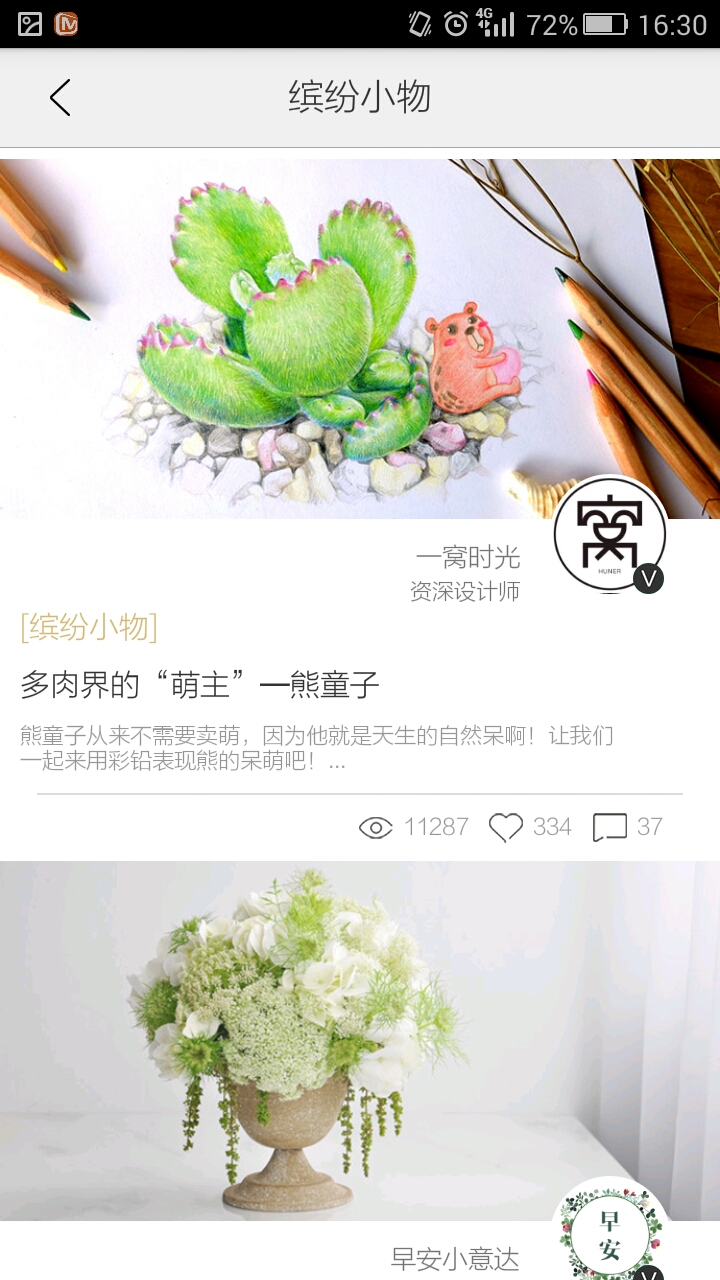 4G
72%
16:30
缤纷小物
HUNER
一窝时光
资深设计师
[缤纷小物]
多肉界的“萌主”—熊童子
熊童子从来不需要卖萌，因为他就是天生的自然呆啊！让我们
一起来用彩铅表现熊的呆萌吧！...
11287
334
37
早安
早安小意达